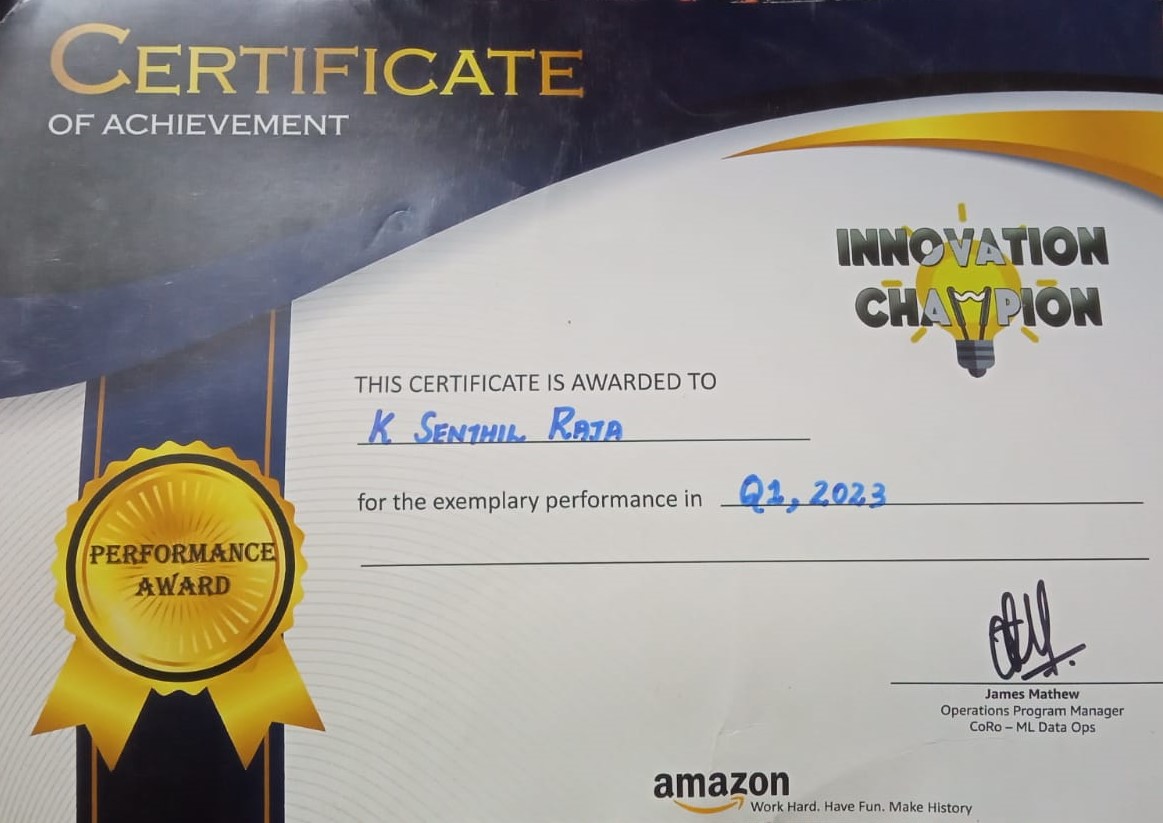 CERTIFICATE
OF ACHIEVEMENT
INNOVATION
CHAMPION
THIS CERTIFICATE IS AWARDED TO
K SENTHIL RAJA
for the exemplary performance in Q1, 2023
PERFORMANCE
AWARD
James Mathew
Operations Program Manager
CoRo – ML Data Ops
amazon
Work Hard. Have Fun. Make History